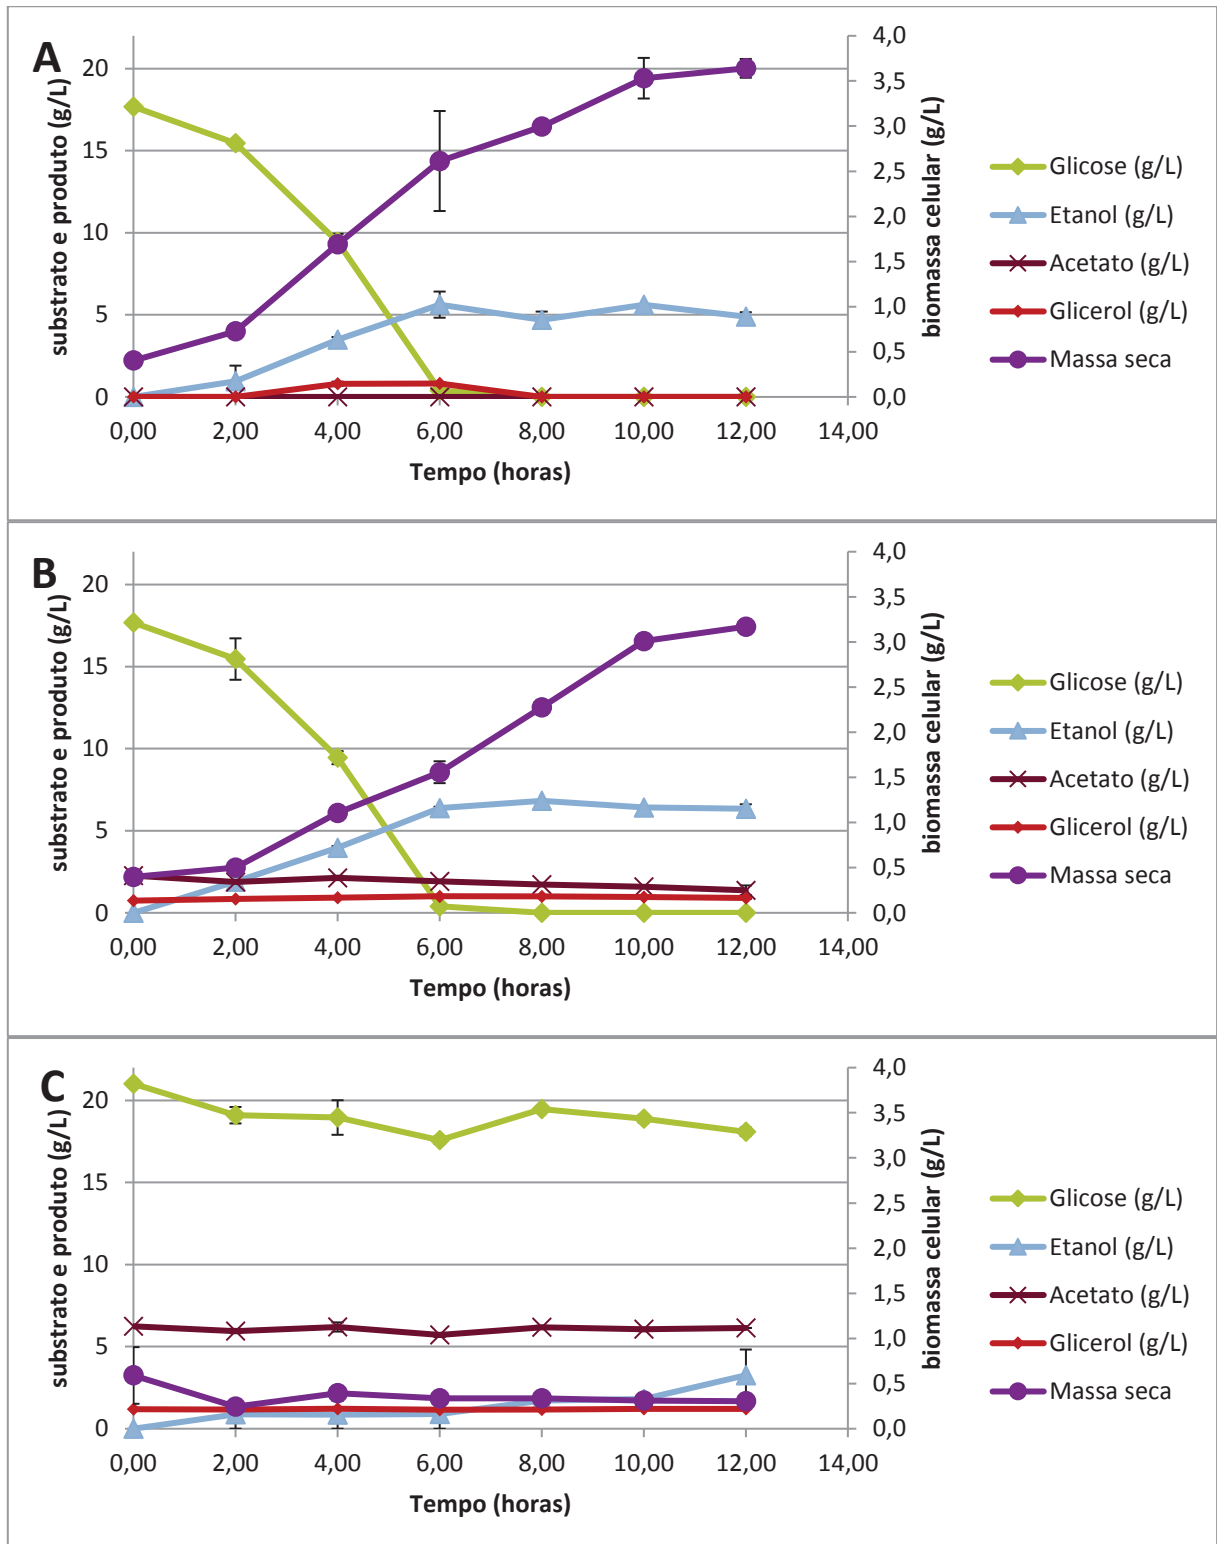 A
substrato e produto (g/L)
20
15
10
5
0
4,0
3,5
3,0
2,5
2,0
1,5
1,0
0,5
0,0
biomassa celular (g/L)
0,00 2,00 4,00 6,00 8,00 10,00 12,00 14,00
Tempo (horas)
Glicose (g/L)
Etanol (g/L)
Acetato (g/L)
Glicerol (g/L)
Massa seca
B
substrato e produto (g/L)
20
15
10
5
0
4,0
3,5
3,0
2,5
2,0
1,5
1,0
0,5
0,0
biomassa celular (g/L)
0,00 2,00 4,00 6,00 8,00 10,00 12,00 14,00
Tempo (horas)
Glicose (g/L)
Etanol (g/L)
Acetato (g/L)
Glicerol (g/L)
Massa seca
C
substrato e produto (g/L)
20
15
10
5
0
4,0
3,5
3,0
2,5
2,0
1,5
1,0
0,5
0,0
biomassa celular (g/L)
0,00 2,00 4,00 6,00 8,00 10,00 12,00 14,00
Tempo (horas)
Glicose (g/L)
Etanol (g/L)
Acetato (g/L)
Glicerol (g/L)
Massa seca